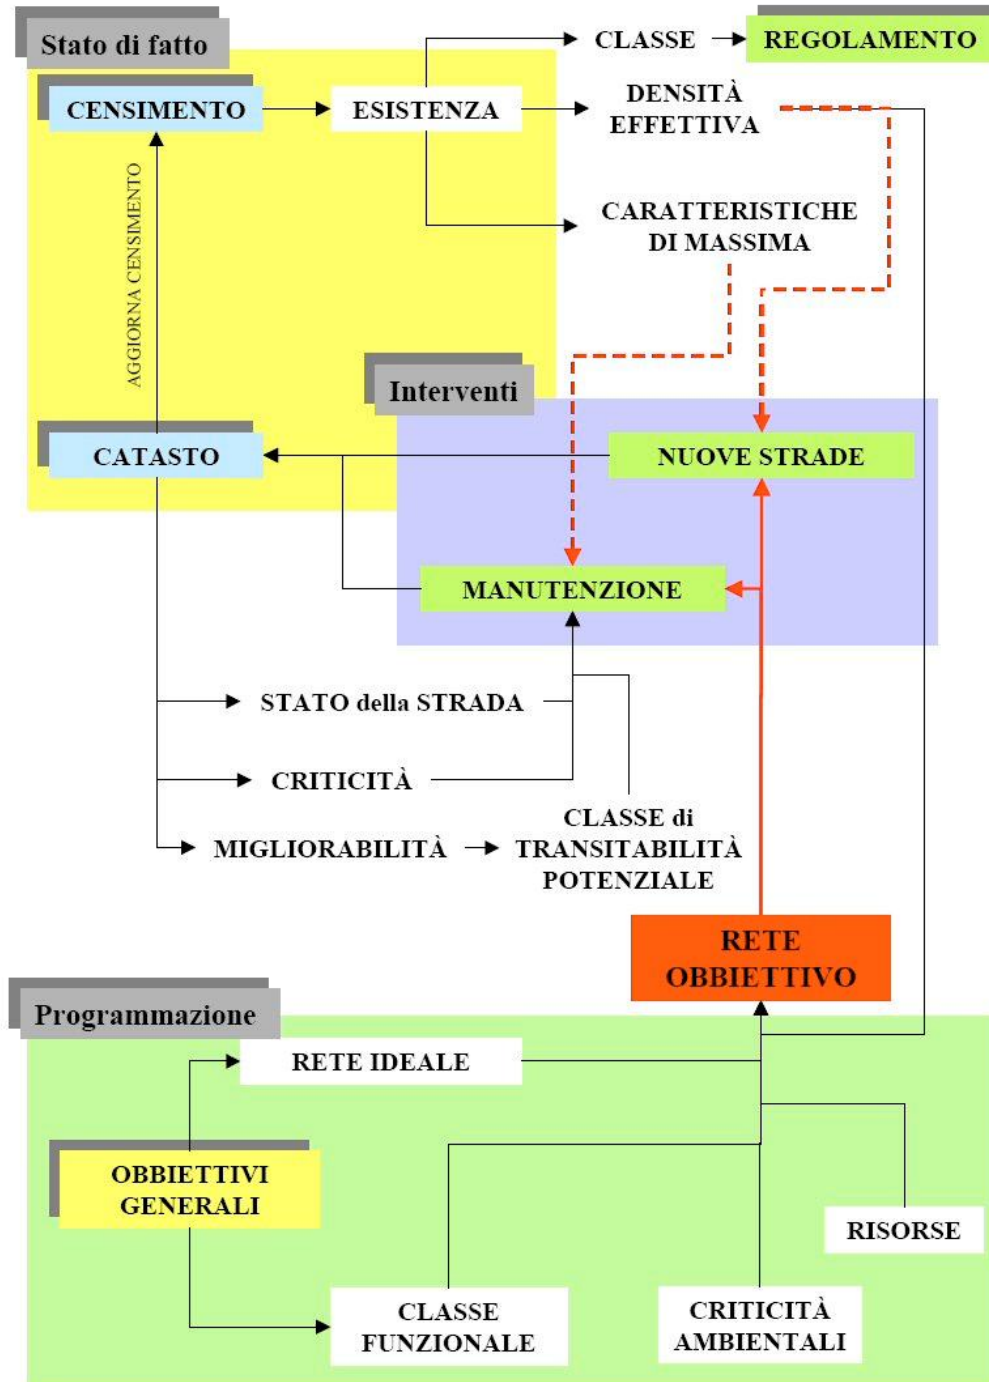 Stato di fatto
CLASSE
REGOLAMENTO
CENSIMENTO
ESISTENZA
DENSITÀ
EFFETTIVA
AGGIORNA CENSIMENTO
CARATTERISTICHE
DI MASSIMA
Interventi
CATASTO
NUOVE STRADE
MANUTENZIONE
STATO della STRADA
CRITICITÀ
MIGLIORABILITÀ
CLASSE di
TRANSITABILITÀ
POTENZIALE
RETE
OBBIETTIVO
Programmazione
RETE IDEALE
OBBIETTIVI
GENERALI
RISORSE
CLASSE
FUNZIONALE
CRITICITÀ
AMBIENTALI